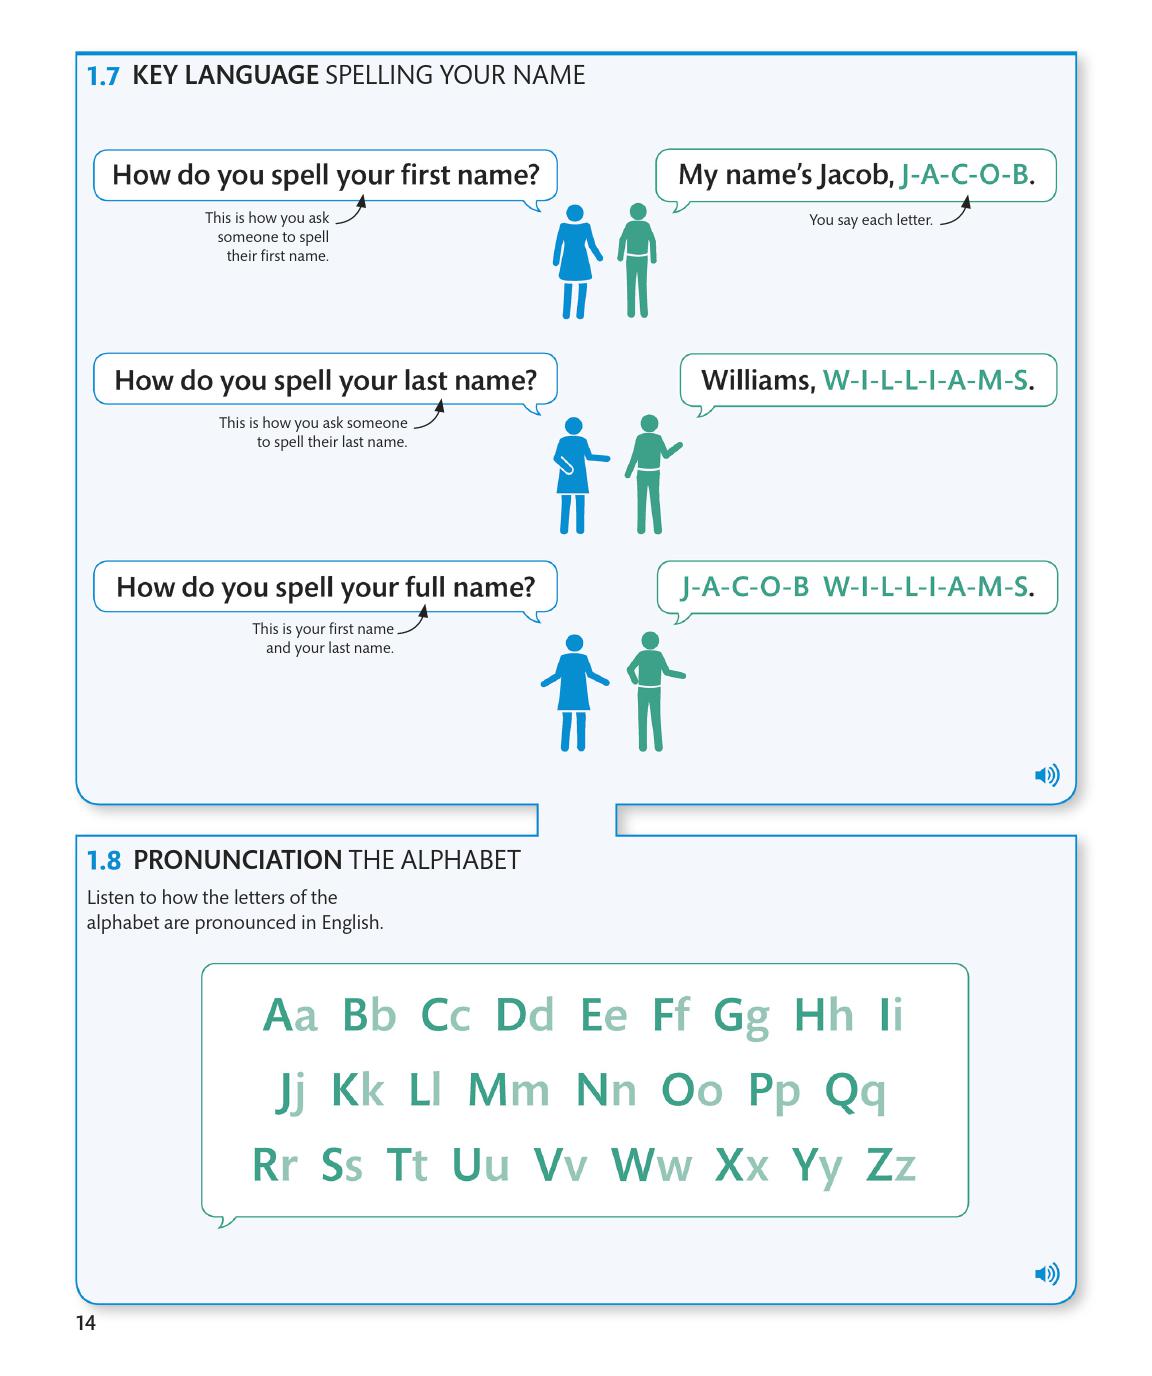 1.7 KEY LANGUAGE SPELLING YOUR NAME
How do you spell your first name?
This is how you ask
someone to spell
their first name.
My name's Jacob, J-A-C-O-B.
You say each letter.
How do you spell your last name?
This is how you ask someone
to spell their last name.
Williams, W-I-L-L-I-A-M-S.
How do you spell your full name?
This is your first name
and your last name.
J-A-C-O-B W-I-L-L-I-A-M-S.
1.8 PRONUNCIATION THE ALPHABET
Listen to how the letters of the
alphabet are pronounced in English.
Aa Bb Cc Dd Ee Ff Gg Hh Ii
Jj Kk Ll Mm Nn Oo Pp Qq
Rr Ss Tt Uu Vv Ww Xx Yy Zz
14